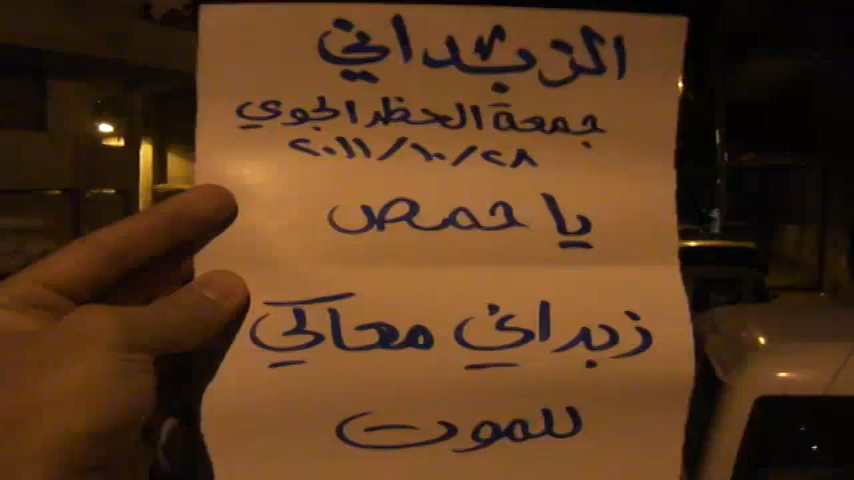 الزبداني
جمعة الحظر الجوي
٢٠١١/١٠/٢٨
يا حمص
زبداني معاكي
للموت